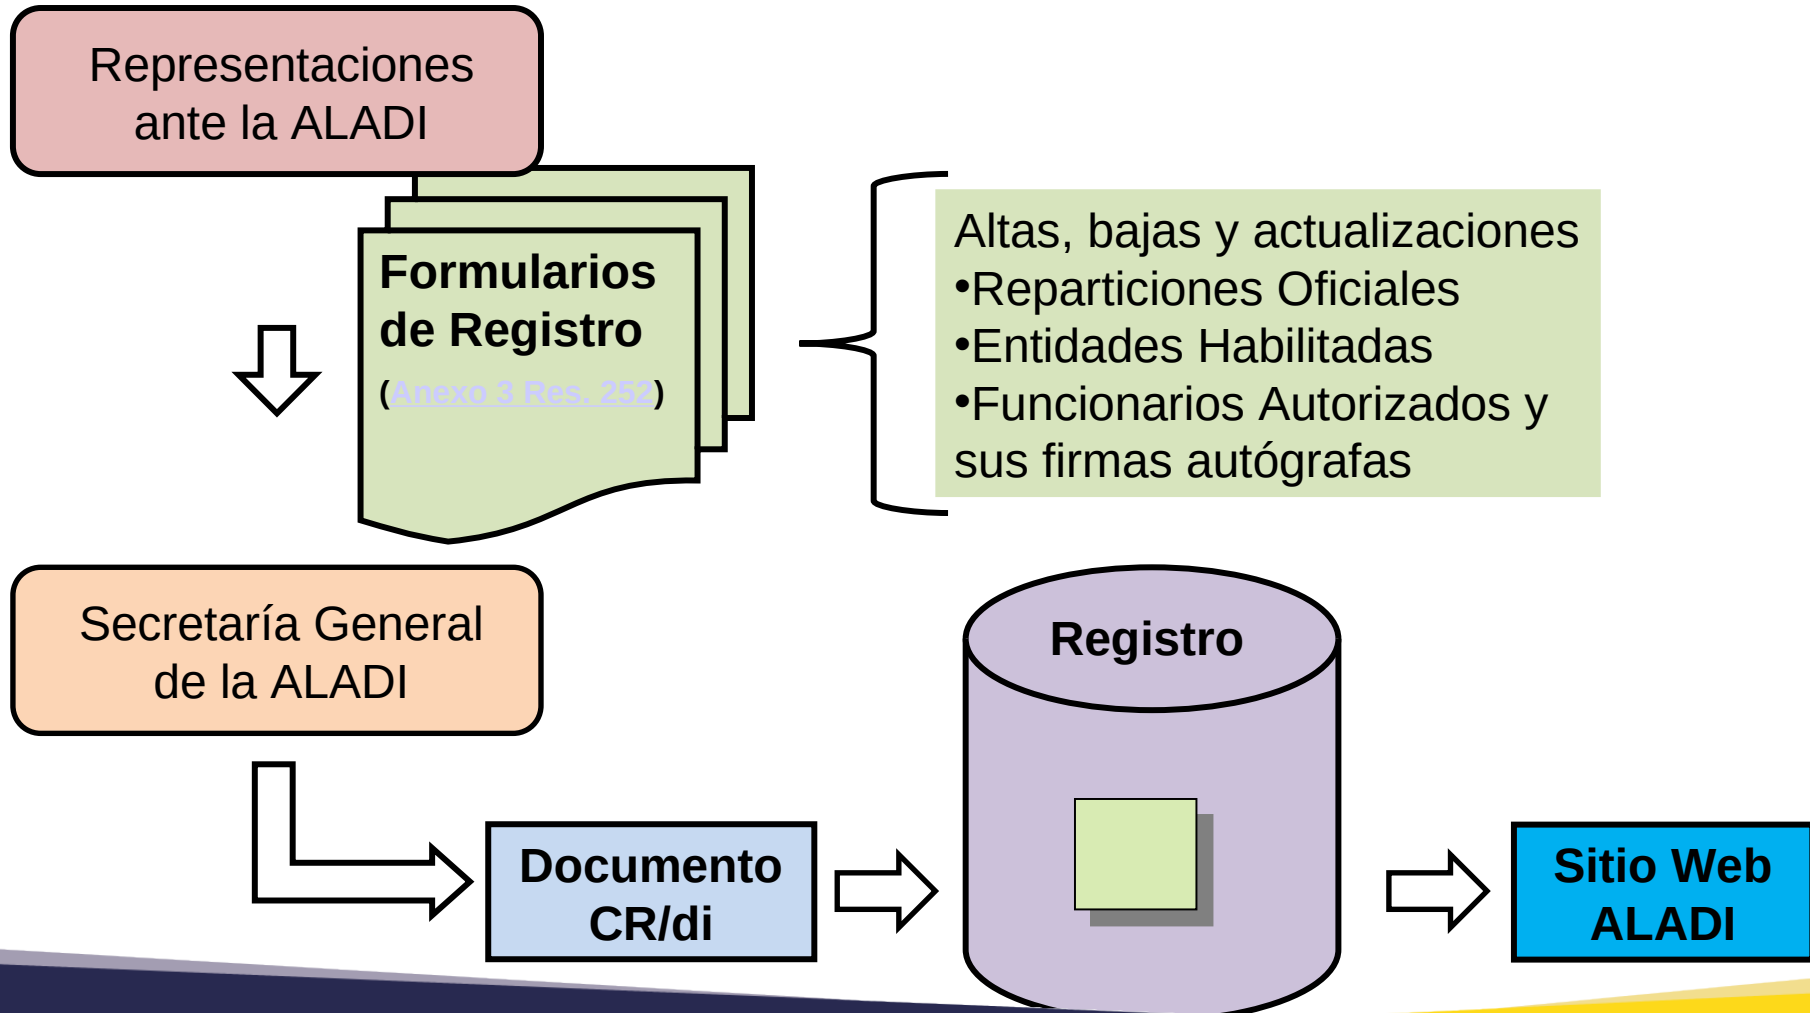 Representaciones
ante la ALADI
Formularios
de Registro
(Anexo 3 Res. 252)
Altas, bajas y actualizaciones
•Reparticiones Oficiales
•Entidades Habilitadas
•Funcionarios Autorizados y
sus firmas autógrafas
Secretaría General
de la ALADI
Registro
Documento
CR/di
Sitio Web
ALADI